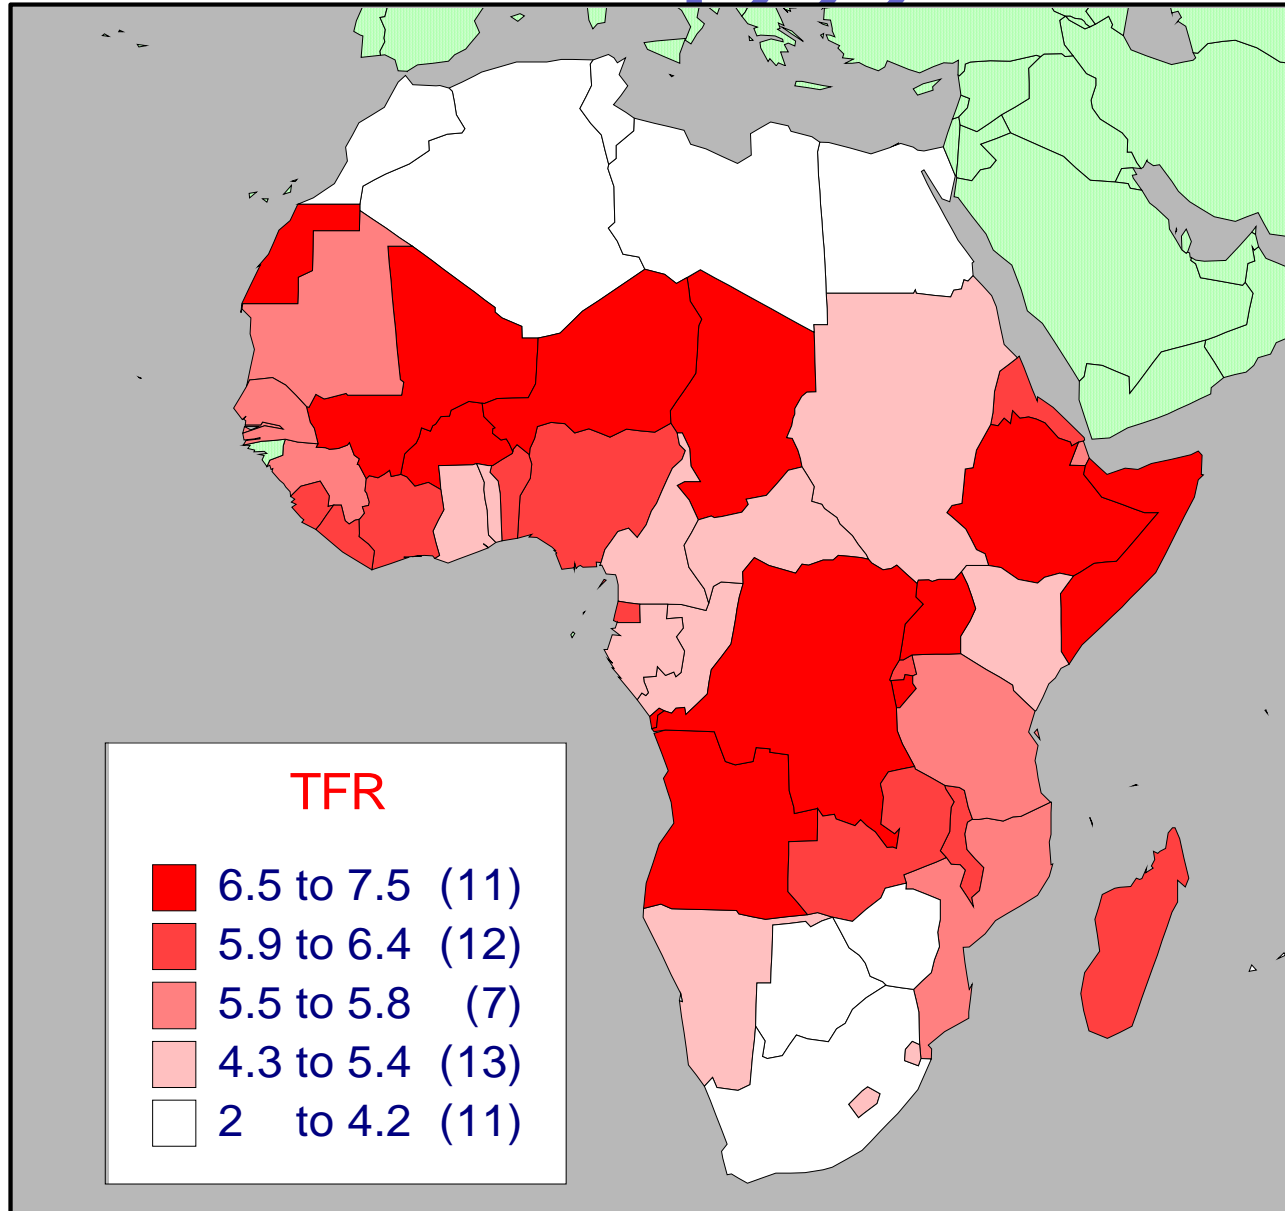 TFR
6.5 to 7.5 (11)
5.9 to 6.4 (12)
5.5 to 5.8 (7)
4.3 to 5.4 (13)
2 to 4.2 (11)